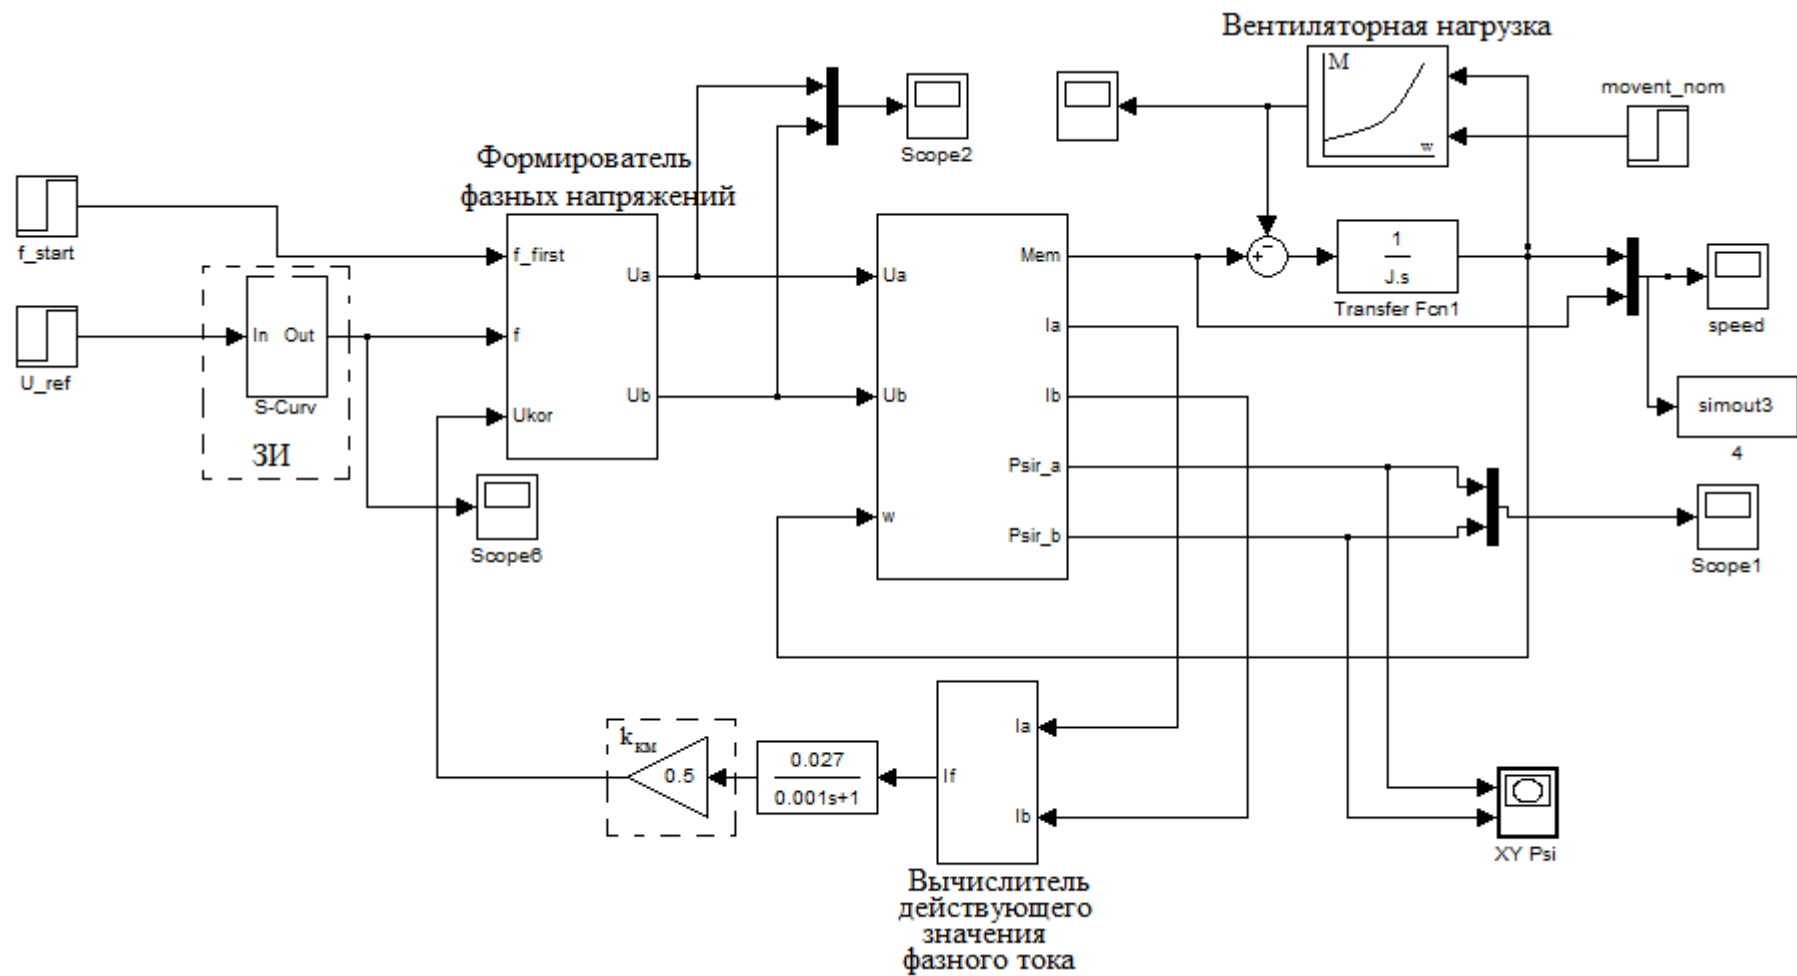 Вентиляторная нагрузка
M
w
movent_nom
Scope2
Формирователь
фазных напряжений
f_start
f_first
Ua
f
Ub
Ukor
U_ref
In Out
S-Curv
ЗИ
Scope6
Ua
Ub
w
Mem
Ia
Ib
Psir_a
Psir_b
+
−
1
J.s
Transfer Fcn1
speed
simout3
4
Scope1
XY Psi
kкм
0.5
0.027
0.001s+1
If
Ia
Ib
Вычислитель
действующего
значения
фазного тока